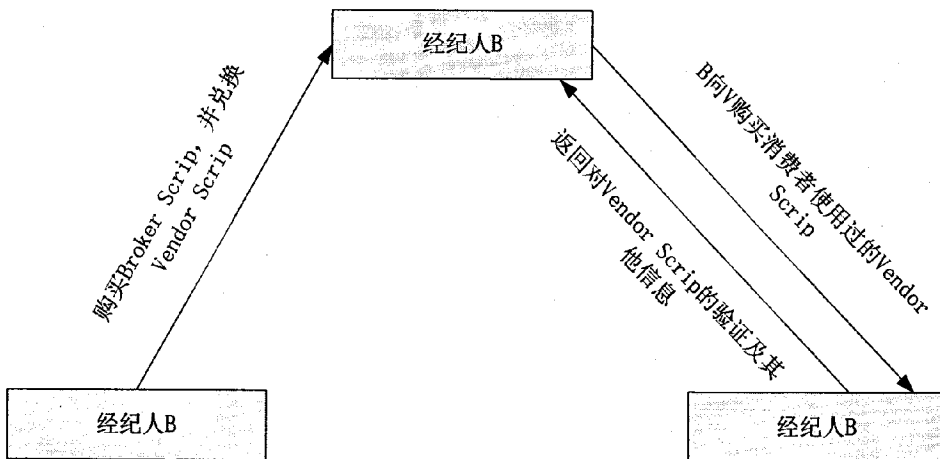 经纪人B
购买Broker Scrip，并兑换
Vendor Scrip
B向V购买消费者使用过的Vendor
Scrip
返回对Vendor Scrip的验证及其
他信息
经纪人B
经纪人B